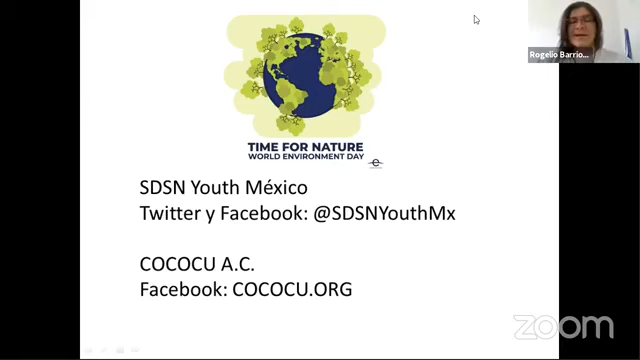 Rogelio Barrio...
TIME FOR NATURE
WORLD ENVIRONMENT DAY
e
SDSN Youth México
Twitter y Facebook: @SDSNYouthMx
COCOCU A.C.
Facebook: COCOCU.ORG
zoom